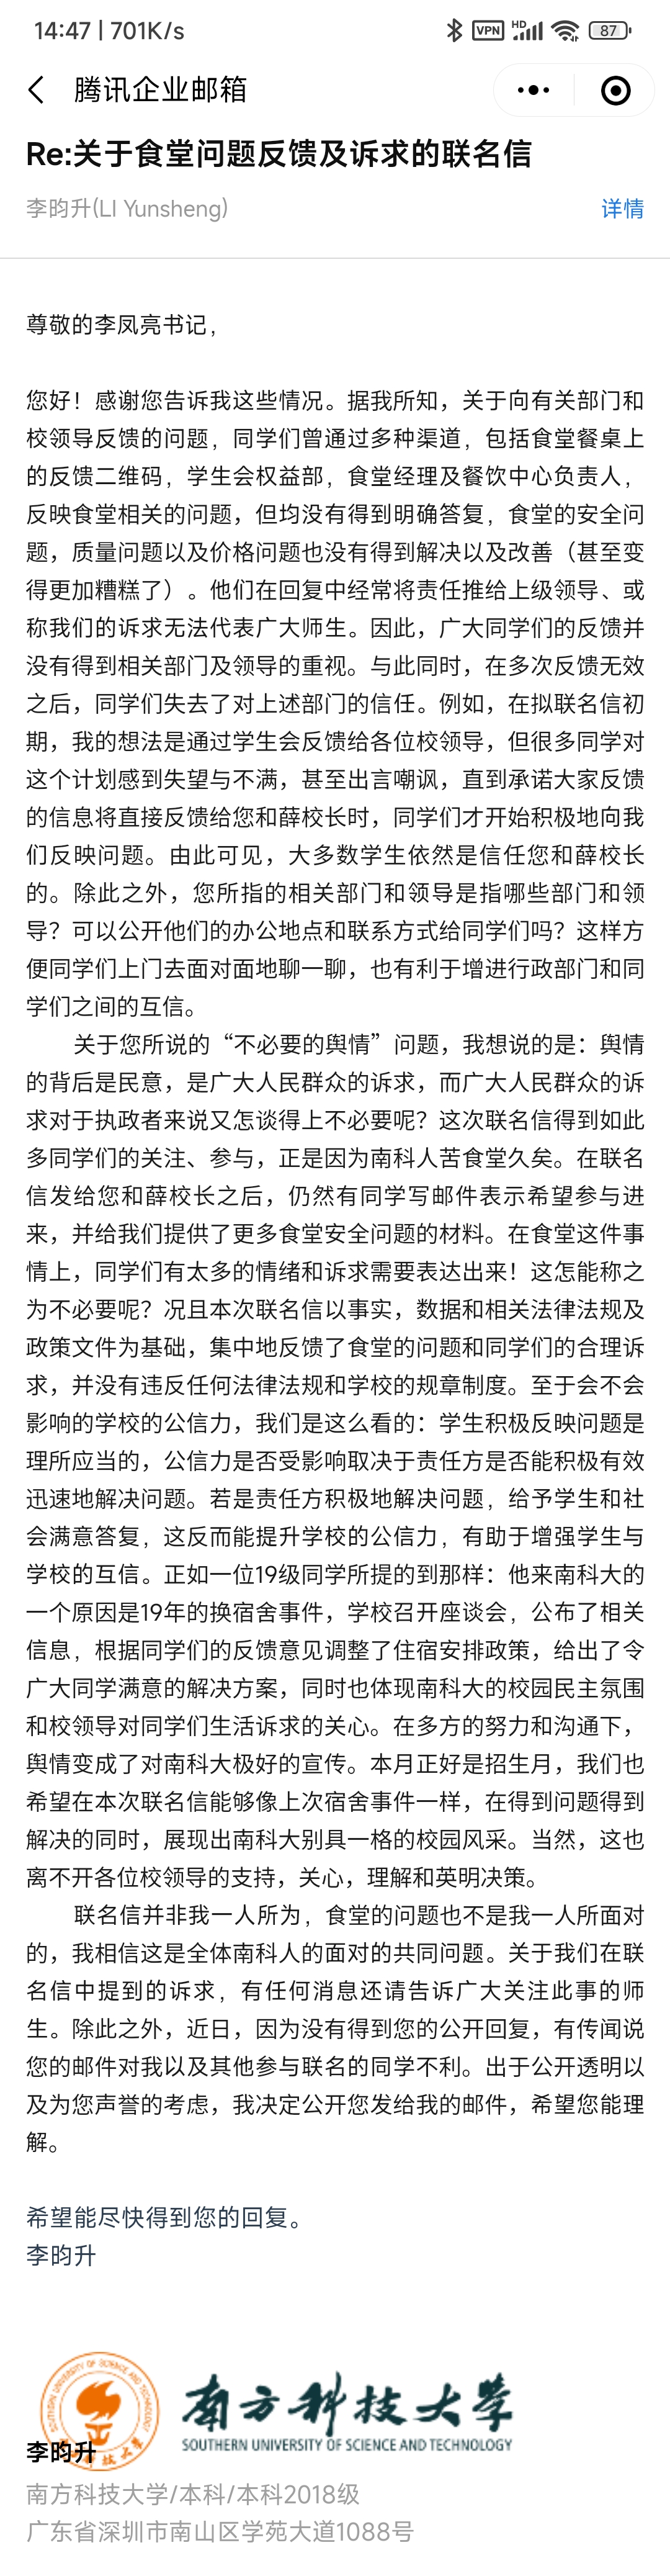 14:47 | 701K/s
VPN HD 87
腾讯企业邮箱
Re:关于食堂问题反馈及诉求的联名信
李昀升(LI Yunsheng)
详情
尊敬的李凤亮书记，
您好！感谢您告诉我这些情况。据我所知，关于向有关部门和
校领导反馈的问题，同学们曾通过多种渠道，包括食堂餐桌上
的反馈二维码，学生会权益部，食堂经理及餐饮中心负责人，
反映食堂相关的问题，但均没有得到明确答复，食堂的安全问
题，质量问题以及价格问题也没有得到解决以及改善（甚至变
得更加糟糕了）。他们在回复中经常将责任推给上级领导、或
称我们的诉求无法代表广大师生。因此，广大同学们的反馈并
没有得到相关部门及领导的重视。与此同时，在多次反馈无效
之后，同学们失去了对上述部门的信任。例如，在拟联名信初
期，我的想法是通过学生会反馈给各位校领导，但很多同学对
这个计划感到失望与不满，甚至出言嘲讽，直到承诺大家反馈
的信息将直接反馈给您和薛校长时，同学们才开始积极地向我
们反映问题。由此可见，大多数学生依然是信任您和薛校长
的。除此之外，您所指的相关部门和领导是指哪些部门和领
导？可以公开他们的办公地点和联系方式给同学们吗？这样方
便同学们上门去面对面地聊一聊，也有利于增进行政部门和同
学们之间的互信。
关于您所说的“不必要的舆情”问题，我想说的是：舆情
的背后是民意，是广大人民群众的诉求，而广大人民群众的诉
求对于执政者来说又怎谈得上不必要呢？这次联名信得到如此
多同学们的关注、参与，正是因为南科人苦食堂久矣。在联名
信发给您和薛校长之后，仍然有同学写邮件表示希望参与进
来，并给我们提供了更多食堂安全问题的材料。在食堂这件事
情上，同学们有太多的情绪和诉求需要表达出来！这怎能称之
为不必要呢？况且本次联名信以事实，数据和相关法律法规及
政策文件为基础，集中地反馈了食堂的问题和同学们的合理诉
求，并没有违反任何法律法规和学校的规章制度。至于会不会
影响的学校的公信力，我们是这么看的：学生积极反映问题是
理所应当的，公信力是否受影响取决于责任方是否能积极有效
迅速地解决问题。若是责任方积极地解决问题，给予学生和社
会满意答复，这反而能提升学校的公信力，有助于增强学生与
学校的互信。正如一位19级同学所提的到那样：他来南科大的
一个原因是19年的换宿舍事件，学校召开座谈会，公布了相关
信息，根据同学们的反馈意见调整了住宿安排政策，给出了令
广大同学满意的解决方案，同时也体现南科大的校园民主氛围
和校领导对同学们生活诉求的关心。在多方的努力和沟通下，
舆情变成了对南科大极好的宣传。本月正好是招生月，我们也
希望在本次联名信能够像上次宿舍事件一样，在得到问题得到
解决的同时，展现出南科大别具一格的校园风采。当然，这也
离不开各位校领导的支持，关心，理解和英明决策。
联名信并非我一人所为，食堂的问题也不是我一人所面对
的，我相信这是全体南科人的面对的共同问题。关于我们在联
名信中提到的诉求，有任何消息还请告诉广大关注此事的师
生。除此之外，近日，因为没有得到您的公开回复，有传闻说
您的邮件对我以及其他参与联名的同学不利。出于公开透明以
及为您声誉的考虑，我决定公开您发给我的邮件，希望您能理
解。
希望能尽快得到您的回复。
李昀升
南方科技大学
SOUTHERN UNIVERSITY OF SCIENCE AND TECHNOLOGY
李昀升
南方科技大学/本科/本科2018级
广东省深圳市南山区学苑大道1088号